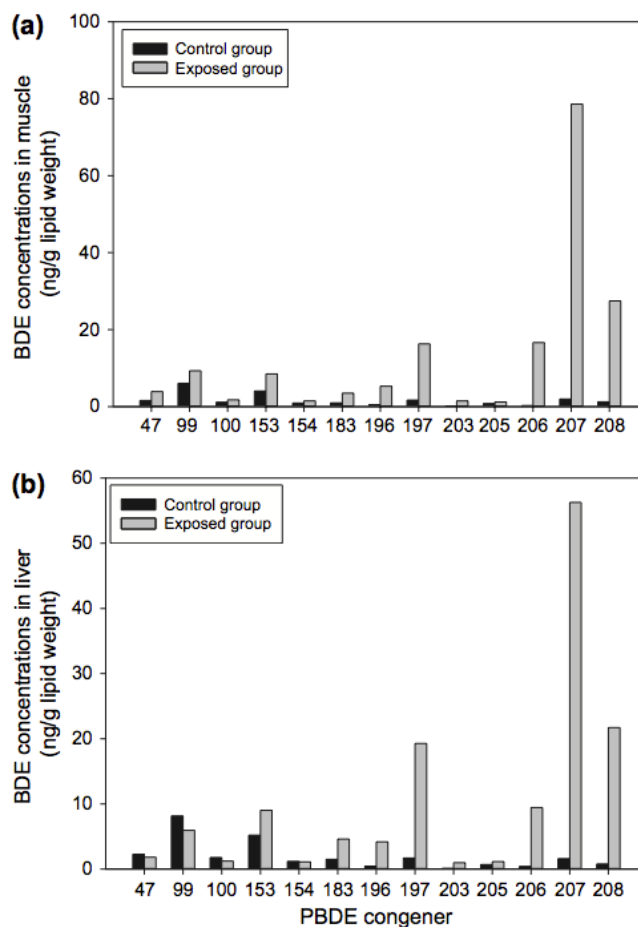 (a)
100
80
60
40
20
0
BDE concentrations in muscle
(ng/g lipid weight)
Control group
Exposed group
47 99 100 153 154 183 196 197 203 205 206 207 208
(b)
60
50
40
30
20
10
0
BDE concentrations in liver
(ng/g lipid weight)
Control group
Exposed group
47 99 100 153 154 183 196 197 203 205 206 207 208
PBDE congener